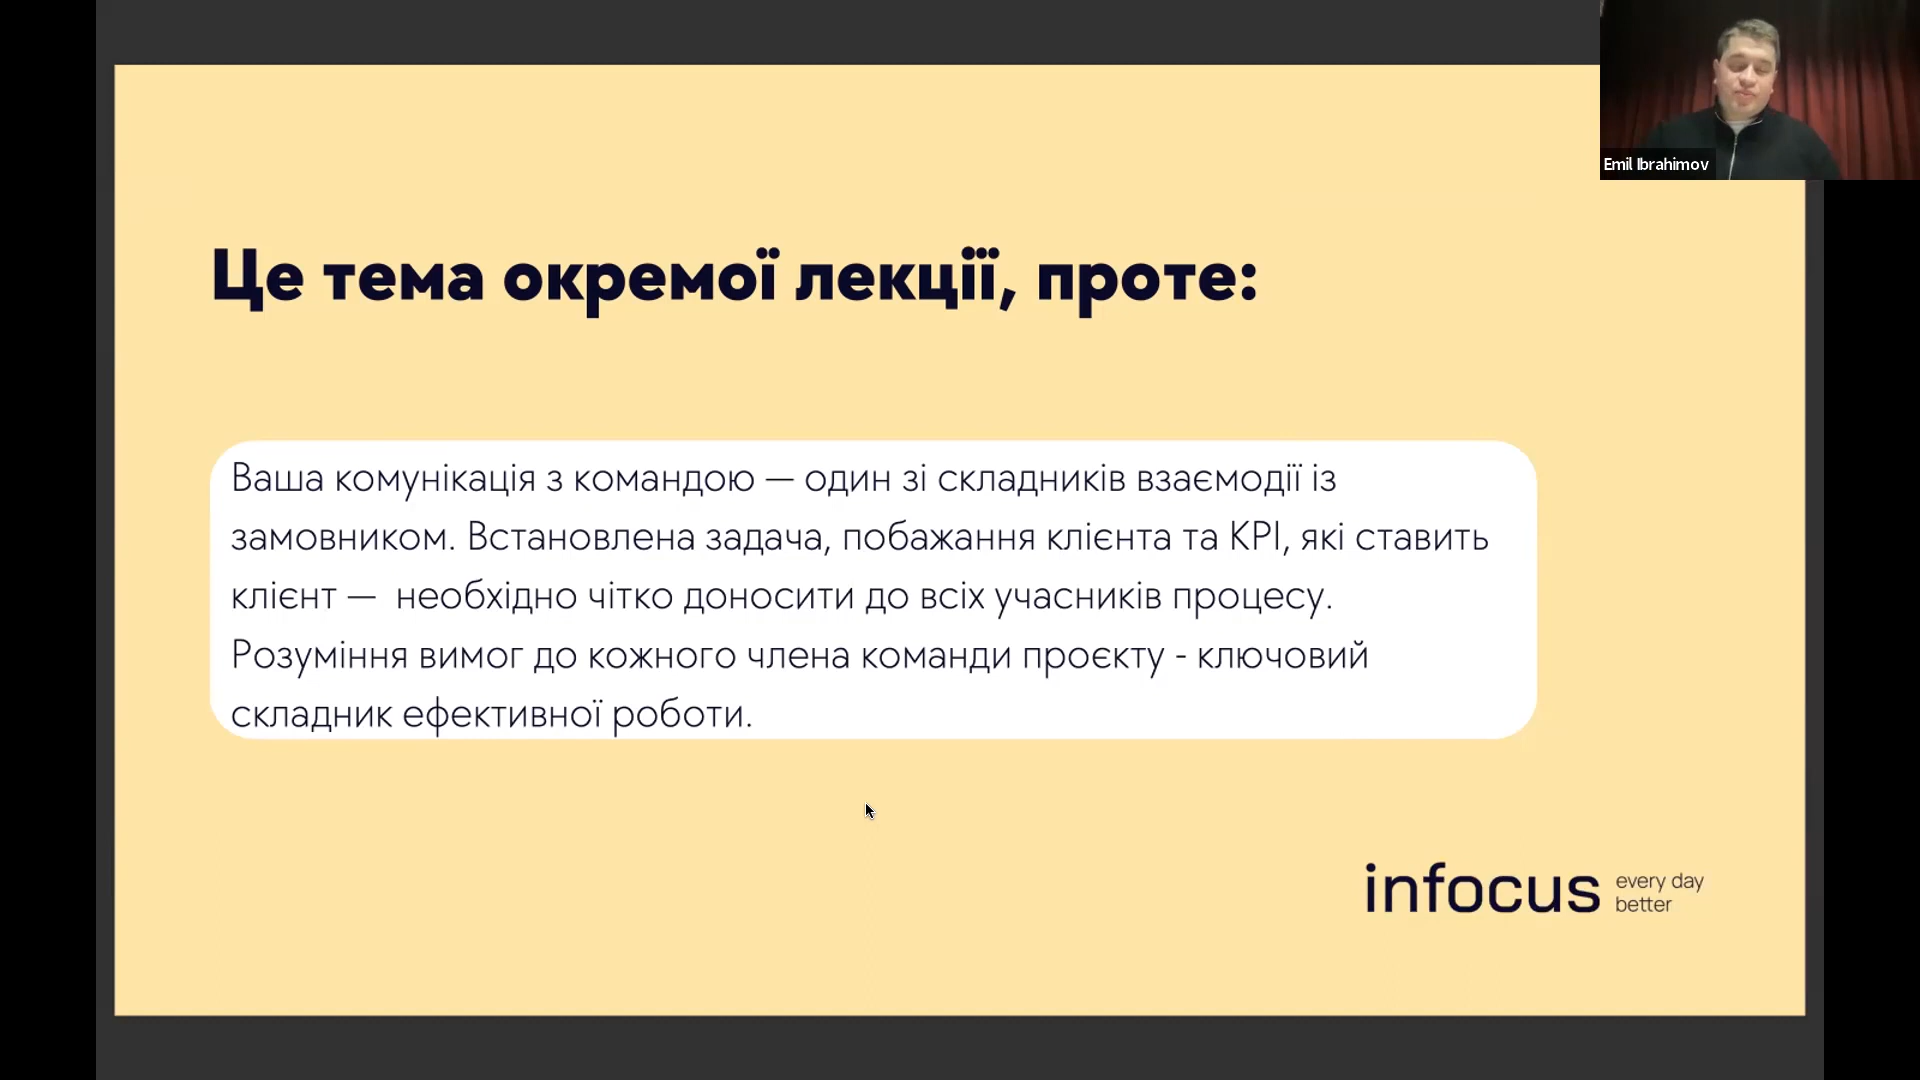 Emil Ibrahimov
Це тема окремої лекції, проте:
Ваша комунікація з командою — один зі складників взаємодії із
замовником. Встановлена задача, побажання клієнта та KPI, які ставить
клієнт — необхідно чітко доносити до всіх учасників процесу.
Розуміння вимог до кожного члена команди проєкту - ключовий
складник ефективної роботи.
infocus every day
better